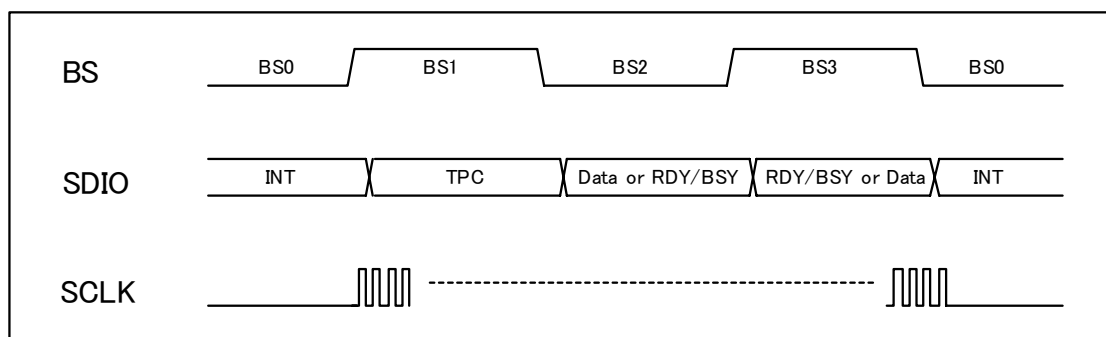 BS BS0 BS1 BS2 BS3 BS0
SDIO INT TPC Data or RDY/BSY RDY/BSY or Data INT
SCLK